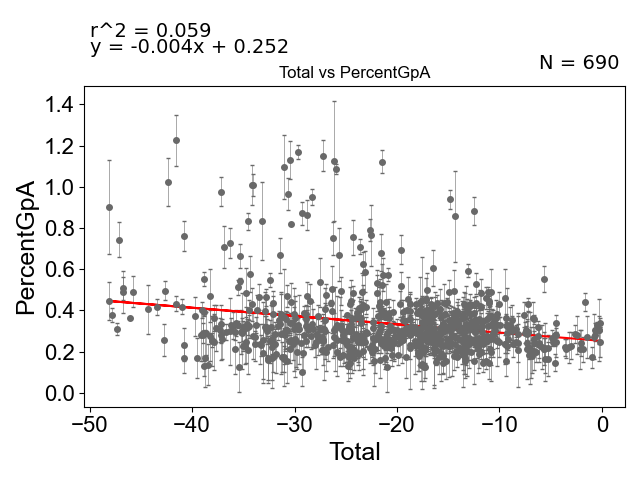 r^2 = 0.059
y = -0.004x + 0.252
N = 690
Total vs PercentGpA
PercentGpA
1.4
1.2
1.0
0.8
0.6
0.4
0.2
0.0
−50 −40 −30 −20 −10 0
Total